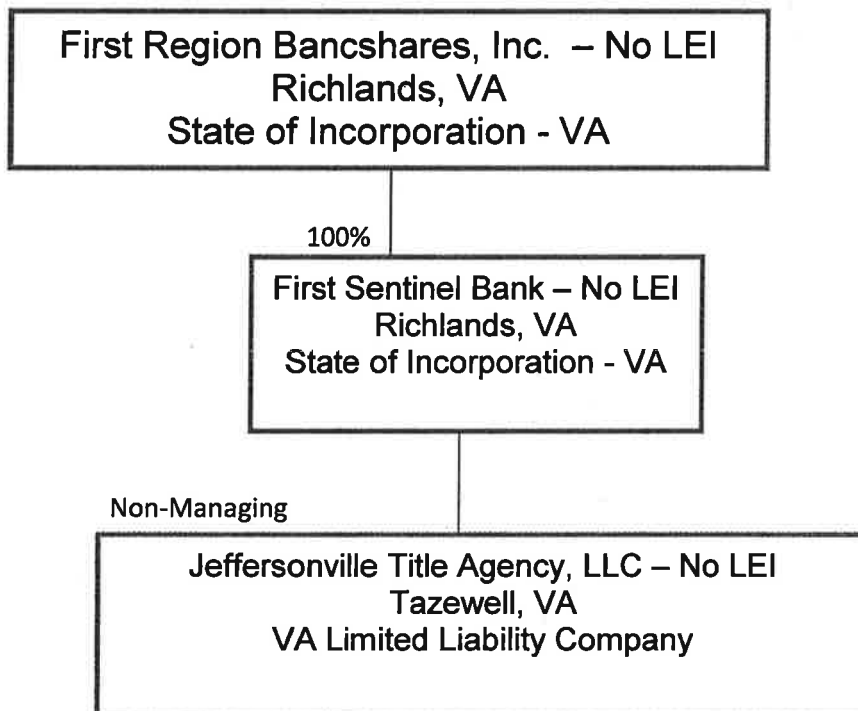 First Region Bancshares, Inc. – No LEI
Richlands, VA
State of Incorporation - VA
100%
First Sentinel Bank – No LEI
Richlands, VA
State of Incorporation - VA
Non-Managing
Jeffersonville Title Agency, LLC – No LEI
Tazewell, VA
VA Limited Liability Company